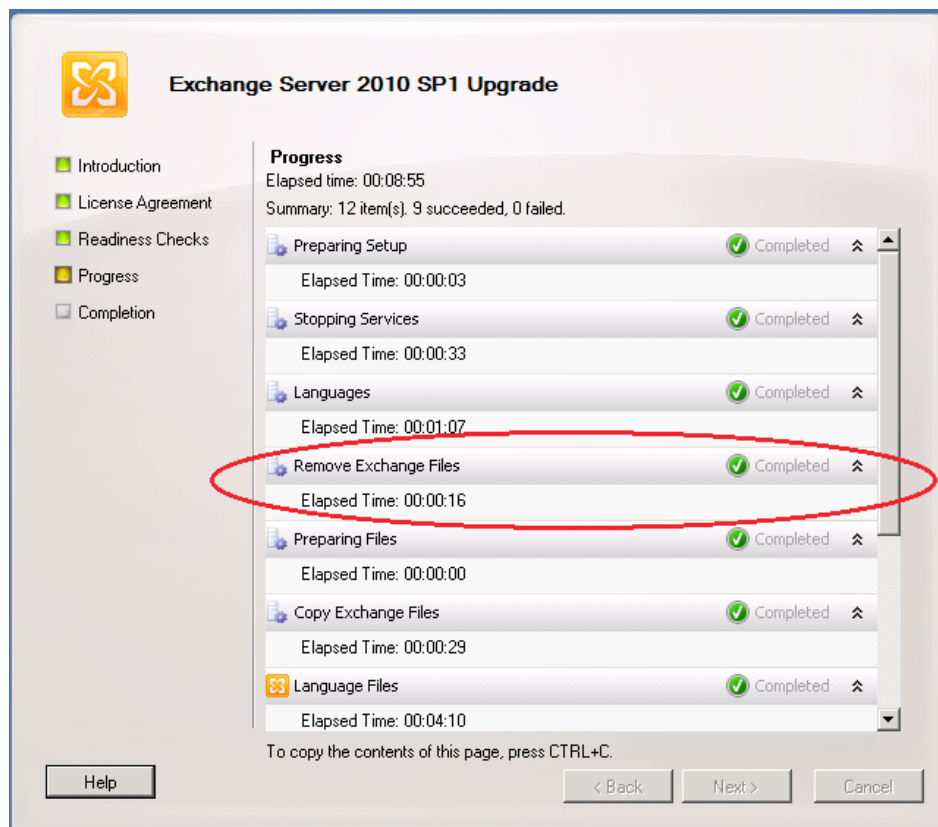 Exchange Server 2010 SP1 Upgrade
Introduction
License Agreement
Readiness Checks
Progress
Completion
Progress
Elapsed time: 00:08:55
Summary: 12 item(s). 9 succeeded, 0 failed.
Preparing Setup Completed
Elapsed Time: 00:00:03
Stopping Services Completed
Elapsed Time: 00:00:33
Languages Completed
Elapsed Time: 00:01:07
Remove Exchange Files Completed
Elapsed Time: 00:00:16
Preparing Files Completed
Elapsed Time: 00:00:00
Copy Exchange Files Completed
Elapsed Time: 00:00:29
Language Files Completed
Elapsed Time: 00:04:10
To copy the contents of this page, press CTRL+C.
Help < Back Next > Cancel